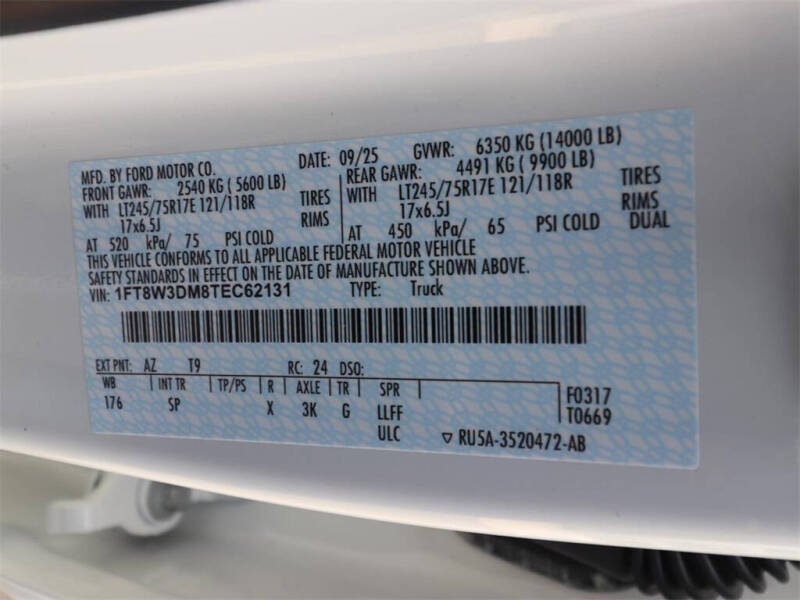 MFD. BY FORD MOTOR CO. DATE: 09/25 GVWR: 6350 KG (14000 LB)
FRONT GAWR: 2540 KG ( 5600 LB) REAR GAWR: 4491 KG ( 9900 LB)
WITH LT245/75R17E 121/118R TIRES WITH LT245/75R17E 121/118R TIRES
17x6.5J RIMS 17x6.5J RIMS
AT 520 kPa/ 75 PSI COLD AT 450 kPa/ 65 PSI COLD DUAL
THIS VEHICLE CONFORMS TO ALL APPLICABLE FEDERAL MOTOR VEHICLE
SAFETY STANDARDS IN EFFECT ON THE DATE OF MANUFACTURE SHOWN ABOVE.
VIN: 1FT8W3DM8TEC62131 TYPE: Truck
EXT PNT: AZ T9 RC: 24 DSO:
WB INT TR TP/PS R AXLE TR SPR
176 SP X 3K G LLFF
ULC
F0317
T0669
RU5A-3520472-AB